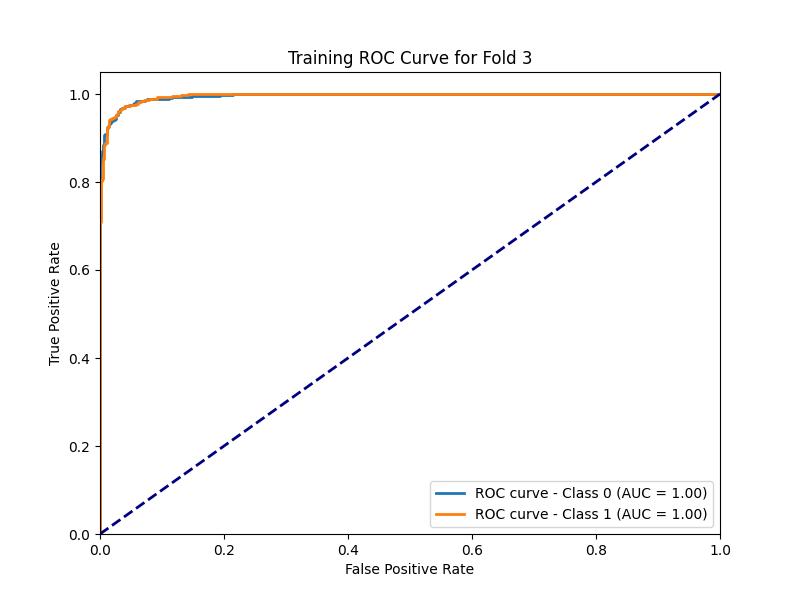 Training ROC Curve for Fold 3
1.0
0.8
0.6
0.4
0.2
0.0
True Positive Rate
0.0 0.2 0.4 0.6 0.8 1.0
False Positive Rate
ROC curve - Class 0 (AUC = 1.00)
ROC curve - Class 1 (AUC = 1.00)